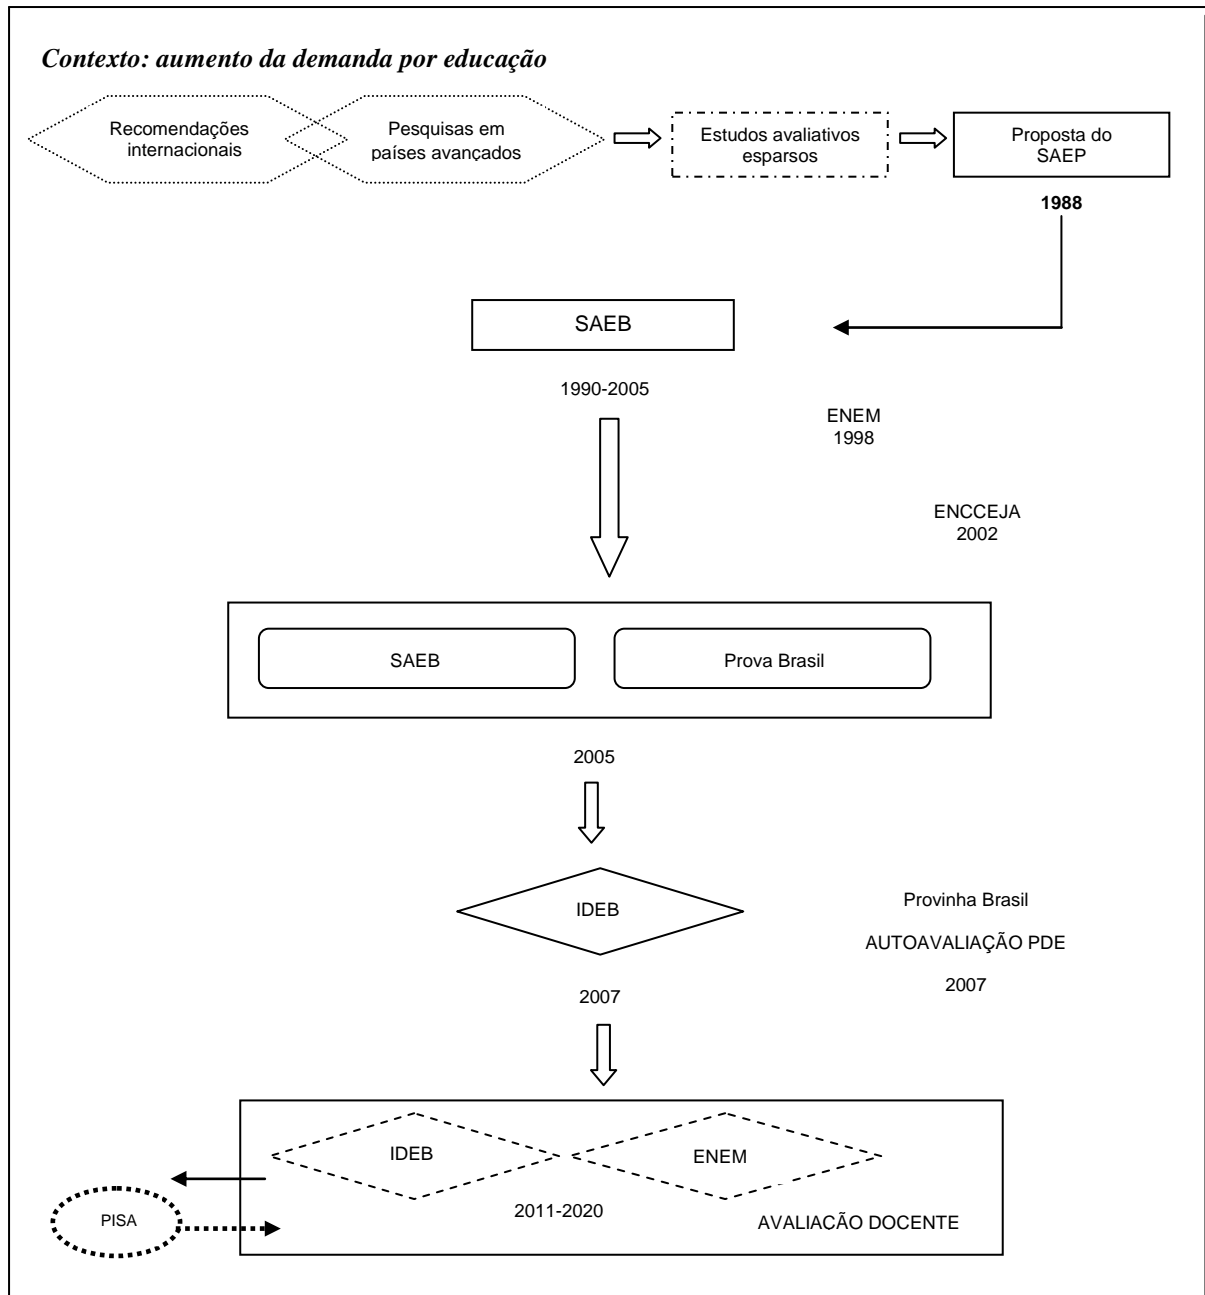 Contexto: aumento da demanda por educação
Recomendações
internacionais
Pesquisas em
países avançados
Estudos avaliativos
esparsos
Proposta do
SAEP
1988
SAEB
1990-2005
ENEM
1998
ENCCEJA
2002
SAEB
Prova Brasil
2005
IDEB
Provinha Brasil
AUTOAVALIAÇÃO PDE
2007
2007
IDEB
ENEM
2011-2020
AVALIAÇÃO DOCENTE
PISA